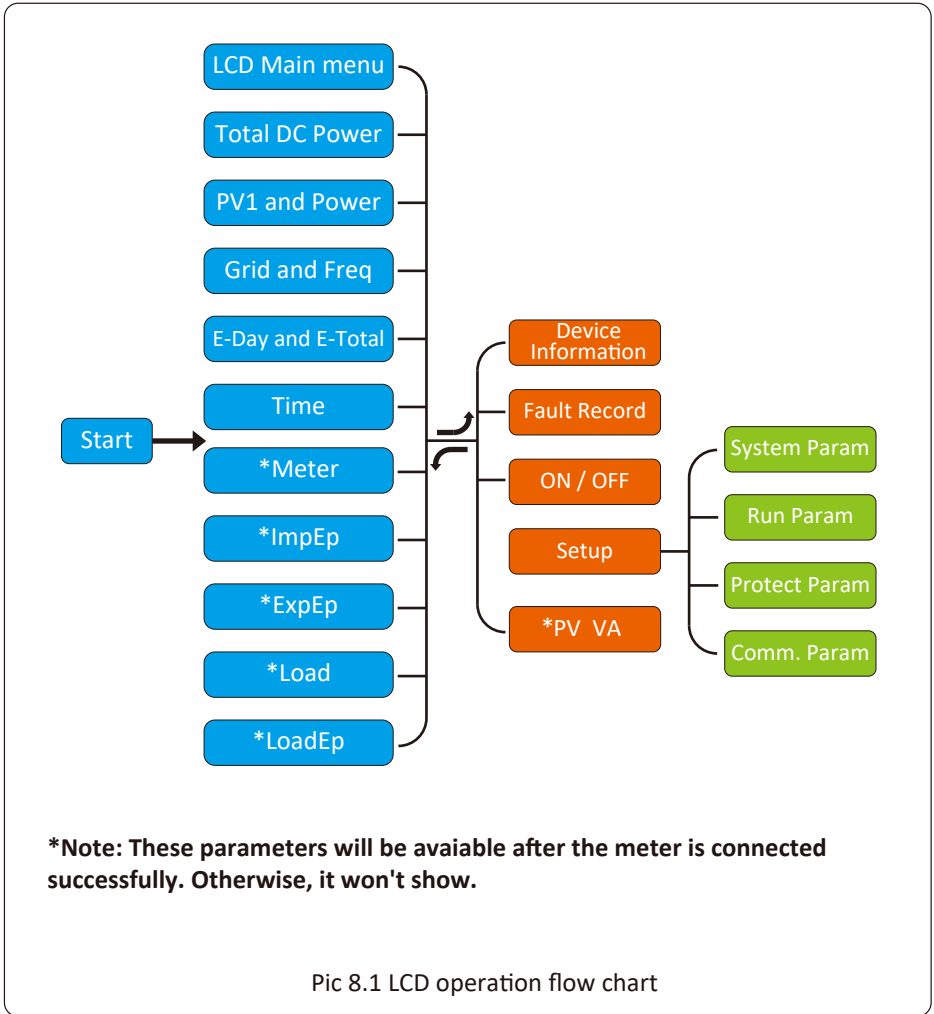 LCD Main menu
Total DC Power
PV1 and Power
Grid and Freq
E-Day and E-Total
Time
Start
*Meter
*ImpEp
*ExpEp
*Load
*LoadEp
Device
Information
Fault Record
ON / OFF
Setup
*PV VA
System Param
Run Param
Protect Param
Comm. Param
*Note: These parameters will be avaiable after the meter is connected
successfully. Otherwise, it won't show.
Pic 8.1 LCD operation flow chart